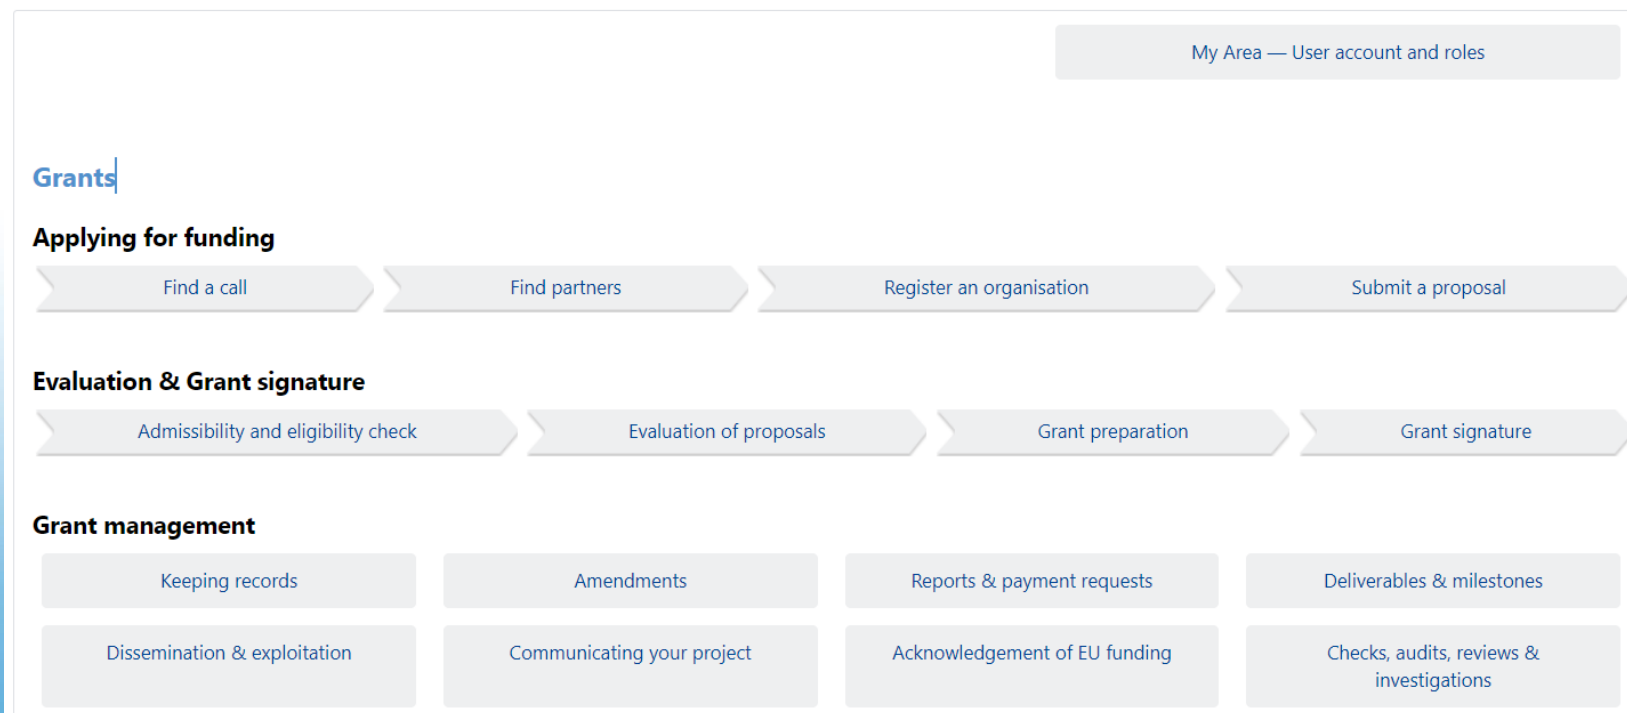 My Area — User account and roles
Grants
Applying for funding
Find a call
Find partners
Register an organisation
Submit a proposal
Evaluation & Grant signature
Admissibility and eligibility check
Evaluation of proposals
Grant preparation
Grant signature
Grant management
Keeping records
Amendments
Reports & payment requests
Deliverables & milestones
Dissemination & exploitation
Communicating your project
Acknowledgement of EU funding
Checks, audits, reviews &
investigations